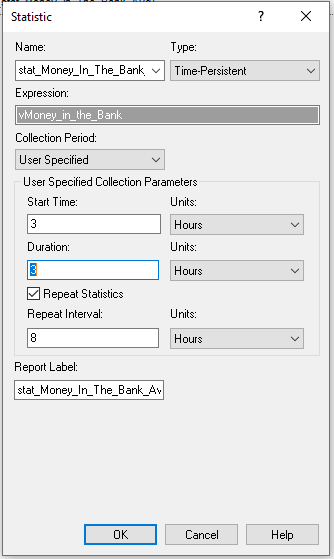 Statistic
Name:
Type:
stat_Money_In_The_Bank_
Time-Persistent
Expression:
vMoney_in_the_Bank
Collection Period:
User Specified
User Specified Collection Parameters
Start Time:
Units:
3
Hours
Duration:
Units:
3
Hours
Repeat Statistics
Repeat Interval:
Units:
8
Hours
Report Label:
stat_Money_In_The_Bank_Av
OK
Cancel
Help